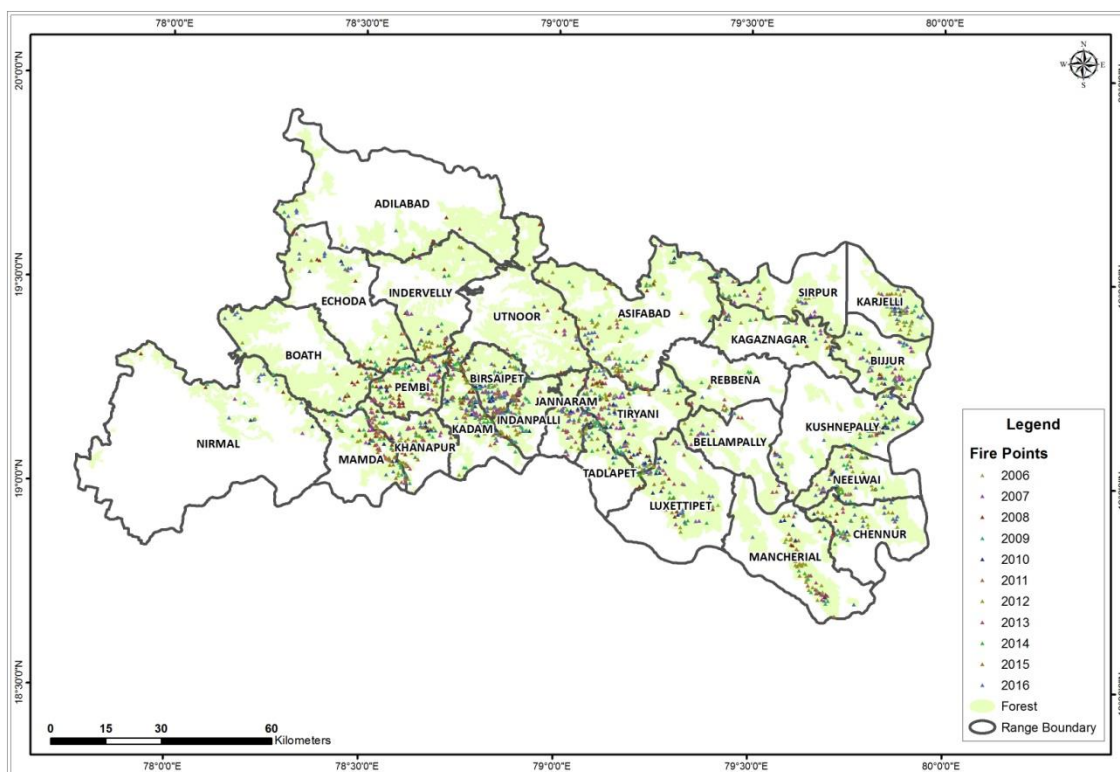 78°0'0"E 78°30'0"E 79°0'0"E 79°30'0"E 80°0'0"E
20°0'0"N
N
W E
S
ADILABAD
19°30'0"N
ECHODA
INDERVELLY
UTNOOR
ASIFABAD
SIRPUR
KARJELLI
KAGAZNAGAR
BOATH
BIJJUR
PEMBI
BIRSAIPET
REBBENA
JANNARAM
TIRYANI
INDANPALLI
KADAM
KUSHNEPALLY
NIRMAL
KHANAPUR
BELLAMPALLY
MAMDA
19°0'0"N
TADLAPET
NEELWAI
LUXETTIPET
CHENNUR
MANCHERIAL
18°30'0"N
Legend
Fire Points
2006
2007
2008
2009
2010
2011
2012
2013
2014
2015
2016
Forest
Range Boundary
0 15 30 60
Kilometers
78°0'0"E 78°30'0"E 79°0'0"E 79°30'0"E 80°0'0"E